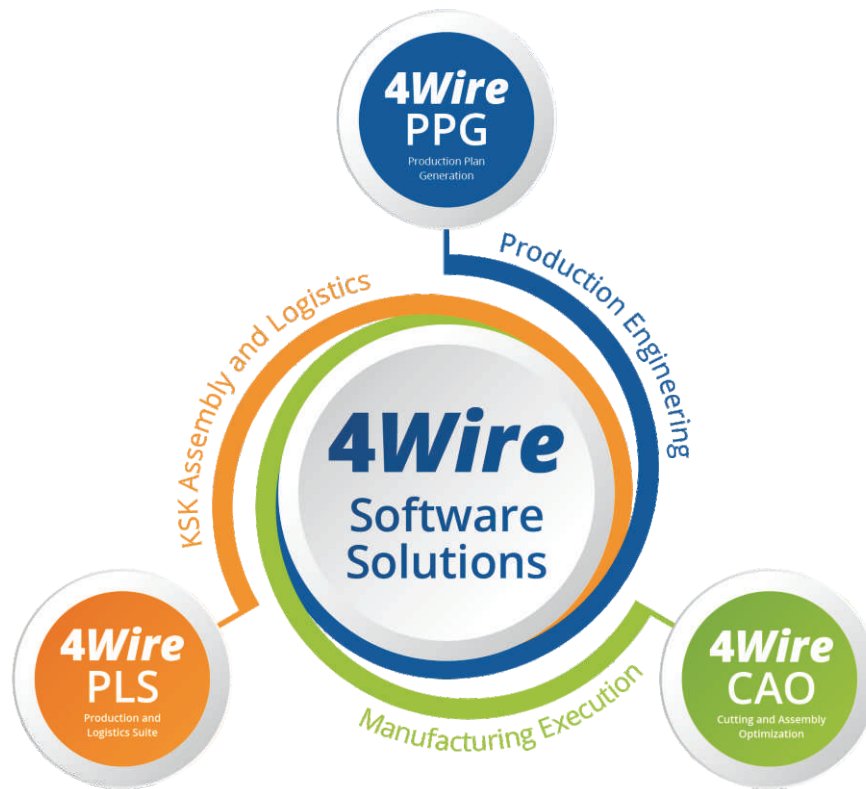 4Wire
PPG
Production Plan
Generation
Production Engineering
KSK Assembly and Logistics
4Wire
Software
Solutions
4Wire
PLS
Production and
Logistics Suite
4Wire
CAO
Cutting and Assembly
Optimization
Manufacturing Execution